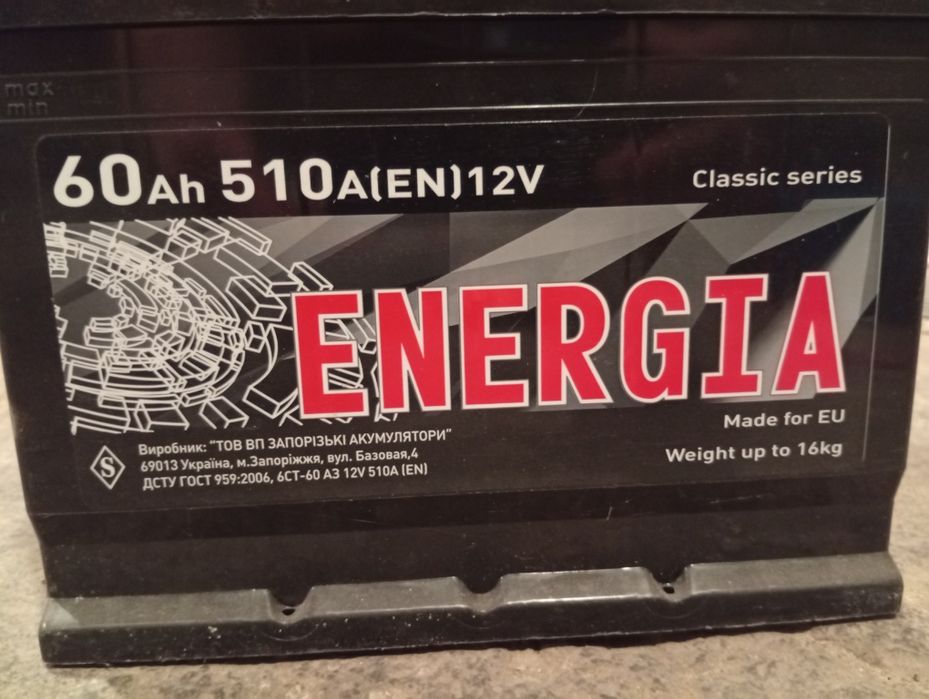 max
min
60Ah 510A(EN)12V
Classic series
ENERGIA
Made for EU
Weight up to 16kg
S
Виробник: "ТОВ ВП ЗАПОРІЗЬКІ АКУМУЛЯТОРИ"
69013 Україна, м.Запоріжжя, вул. Базовая,4
ДСТУ ГОСТ 959:2006, 6СТ-60 АЗ 12V 510A (EN)